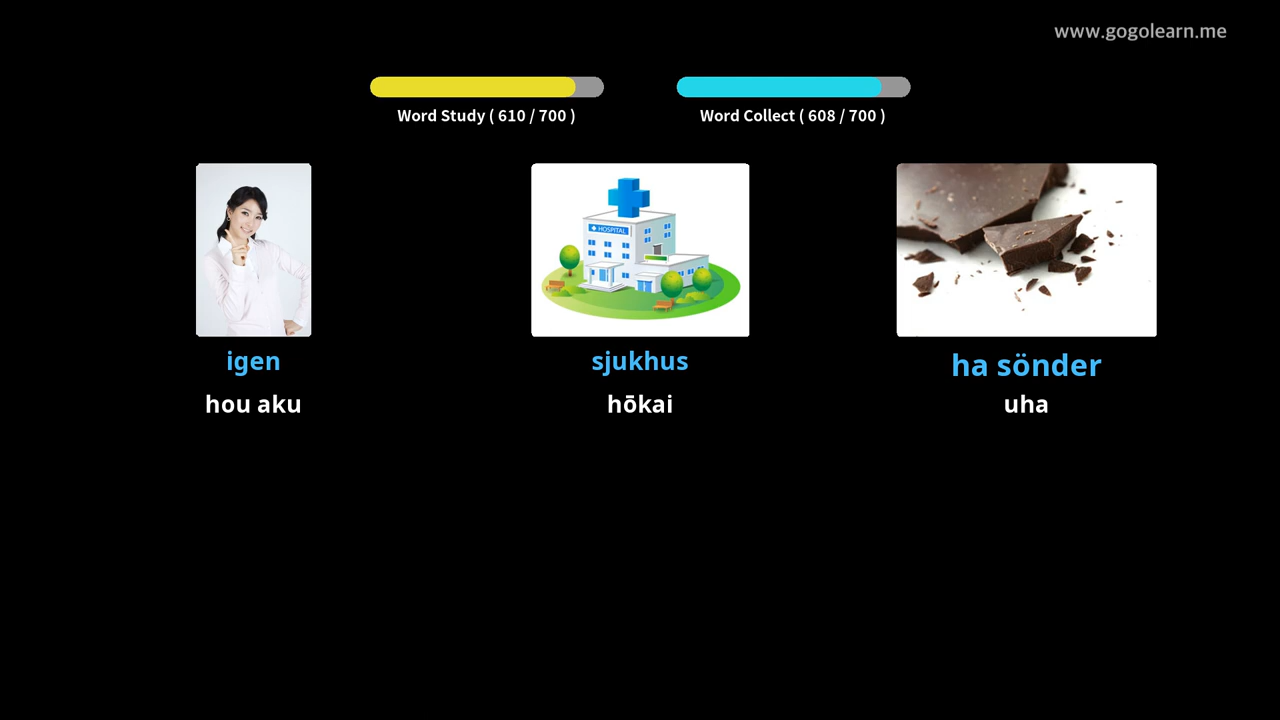 www.gogolearn.me
Word Study ( 610 / 700 )
Word Collect ( 608 / 700 )
HOSPITAL
igen
sjukhus
ha sönder
hou aku
hōkai
uha